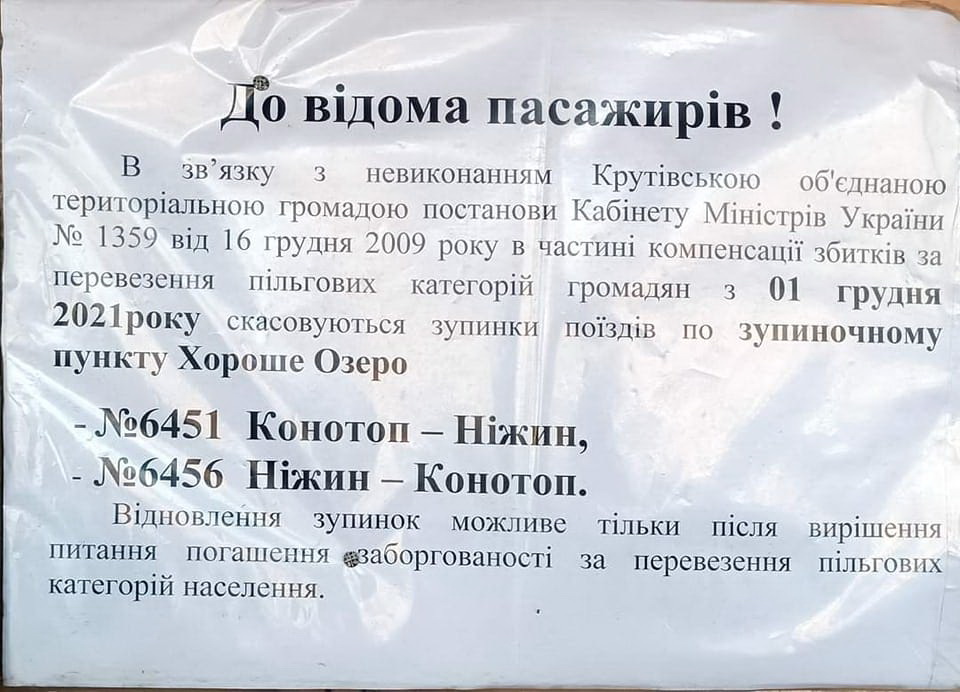 До відома пасажирів !
В зв’язку з невиконанням Крутівською об'єднаною
територіальною громадою постанови Кабінету Міністрів України
№ 1359 від 16 грудня 2009 року в частині компенсації збитків за
перевезення пільгових категорій громадян з 01 грудня
2021року скасовуються зупинки поїздів по зупиночному
пункту Хороше Озеро
- №6451 Конотоп – Ніжин,
- №6456 Ніжин – Конотоп.
Відновлення зупинок можливе тільки після вирішення
питання погашення заборгованості за перевезення пільгових
категорій населення.